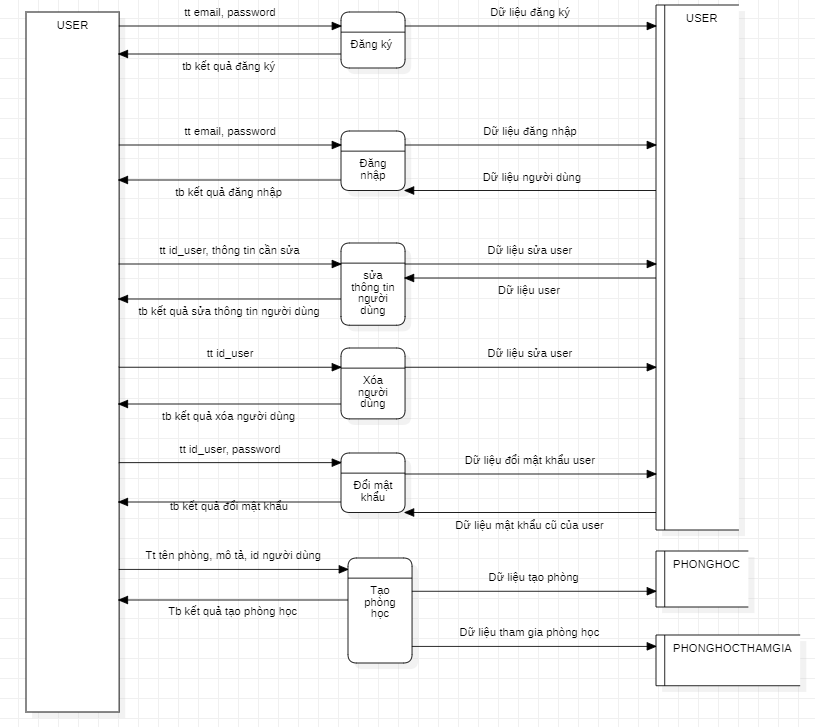 USER
tt email, password
Đăng ký
Dữ liệu đăng ký
USER
tb kết quả đăng ký
tt email, password
Đăng
nhập
Dữ liệu đăng nhập
tb kết quả đăng nhập
Dữ liệu người dùng
tt id_user, thông tin cần sửa
sửa
thông tin
người
dùng
Dữ liệu sửa user
Dữ liệu user
tb kết quả sửa thông tin người dùng
tt id_user
Xóa
người
dùng
Dữ liệu sửa user
tb kết quả xóa người dùng
tt id_user, password
Đổi mật
khẩu
Dữ liệu đổi mật khẩu user
tb kết quả đổi mật khẩu
Dữ liệu mật khẩu cũ của user
Tt tên phòng, mô tả, id người dùng
Tạo
phòng
học
Dữ liệu tạo phòng
PHONGHOC
Tb kết quả tạo phòng học
Dữ liệu tham gia phòng học
PHONGHOCTHAMGIA